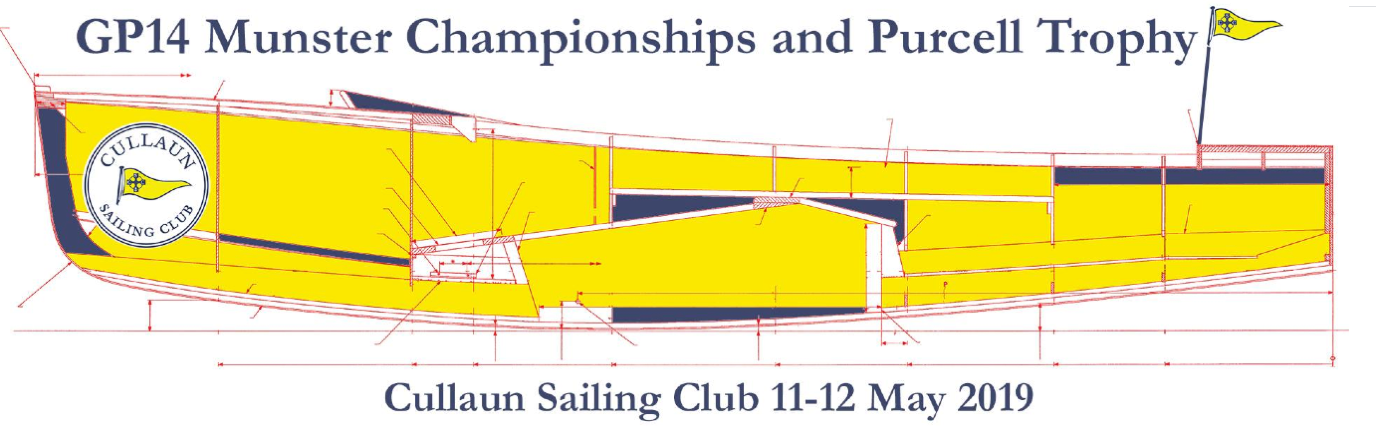 GP14 Munster Championships and Purcell Trophy
CULLAUN
SAILING CLUB
Cullaun Sailing Club 11-12 May 2019